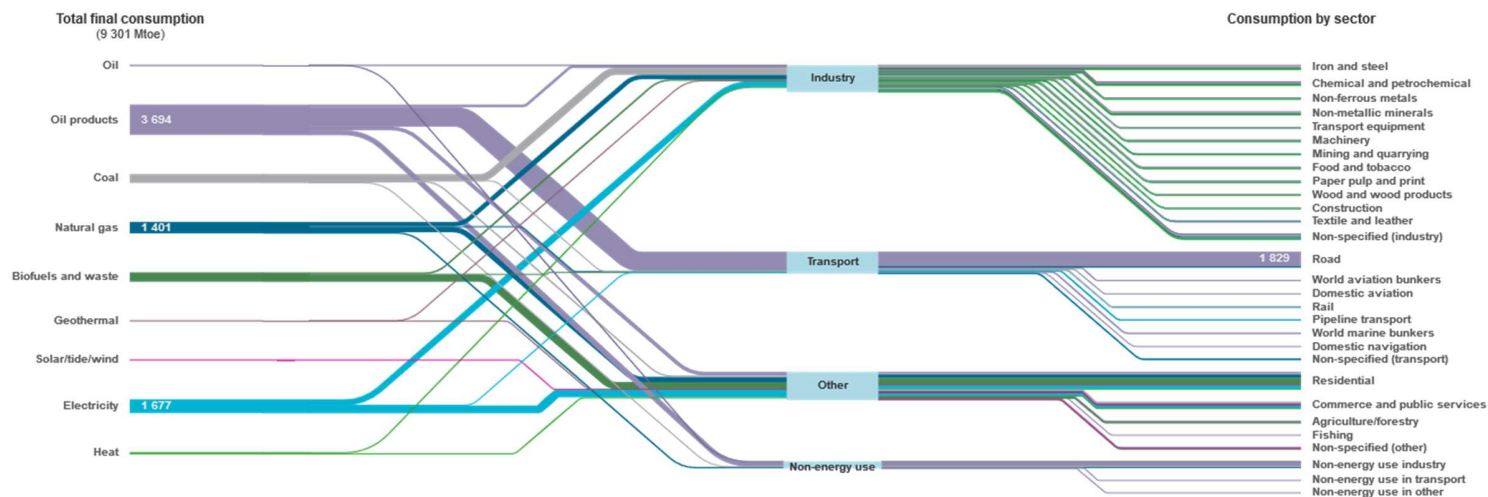 Total final consumption
(9 301 Mtoe)
Consumption by sector
Oil
Oil products
3 694
Coal
Natural gas
1 401
Biofuels and waste
Geothermal
Solar/tide/wind
Electricity
1 677
Heat
Industry
Transport
Other
Non-energy use
Iron and steel
Chemical and petrochemical
Non-ferrous metals
Non-metallic minerals
Transport equipment
Machinery
Mining and quarrying
Food and tobacco
Paper pulp and print
Wood and wood products
Construction
Textile and leather
Non-specified (industry)
1 829
Road
World aviation bunkers
Domestic aviation
Rail
Pipeline transport
World marine bunkers
Domestic navigation
Non-specified (transport)
Residential
Commerce and public services
Agriculture/forestry
Fishing
Non-specified (other)
Non-energy use industry
Non-energy use in transport
Non-energy use in other